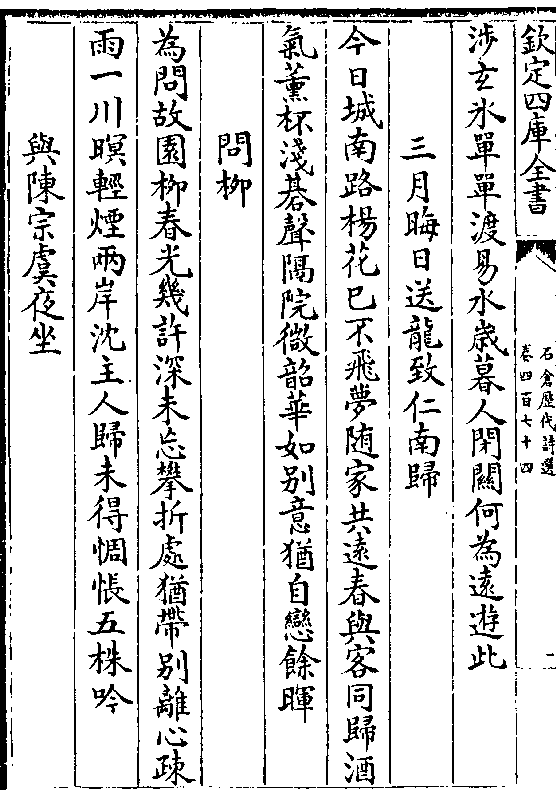 欽定四庫全書
石倉歷代詩選
卷四百七十四
一
涉玄氷單單渡易水歲暮人閉關何為遠遊此
三月晦日送龍致仁南歸
今日城南路楊花已不飛夢随家共遠春與客同歸酒
氣薰杯淺碁聲隔院微韶華如别意猶自戀餘暉
問柳
為問故園柳春光幾許深未忘攀折處猶帶别離心疎
雨一川暝輕煙兩岸沈主人歸未得惆悵五株吟
與陳宗虞夜坐